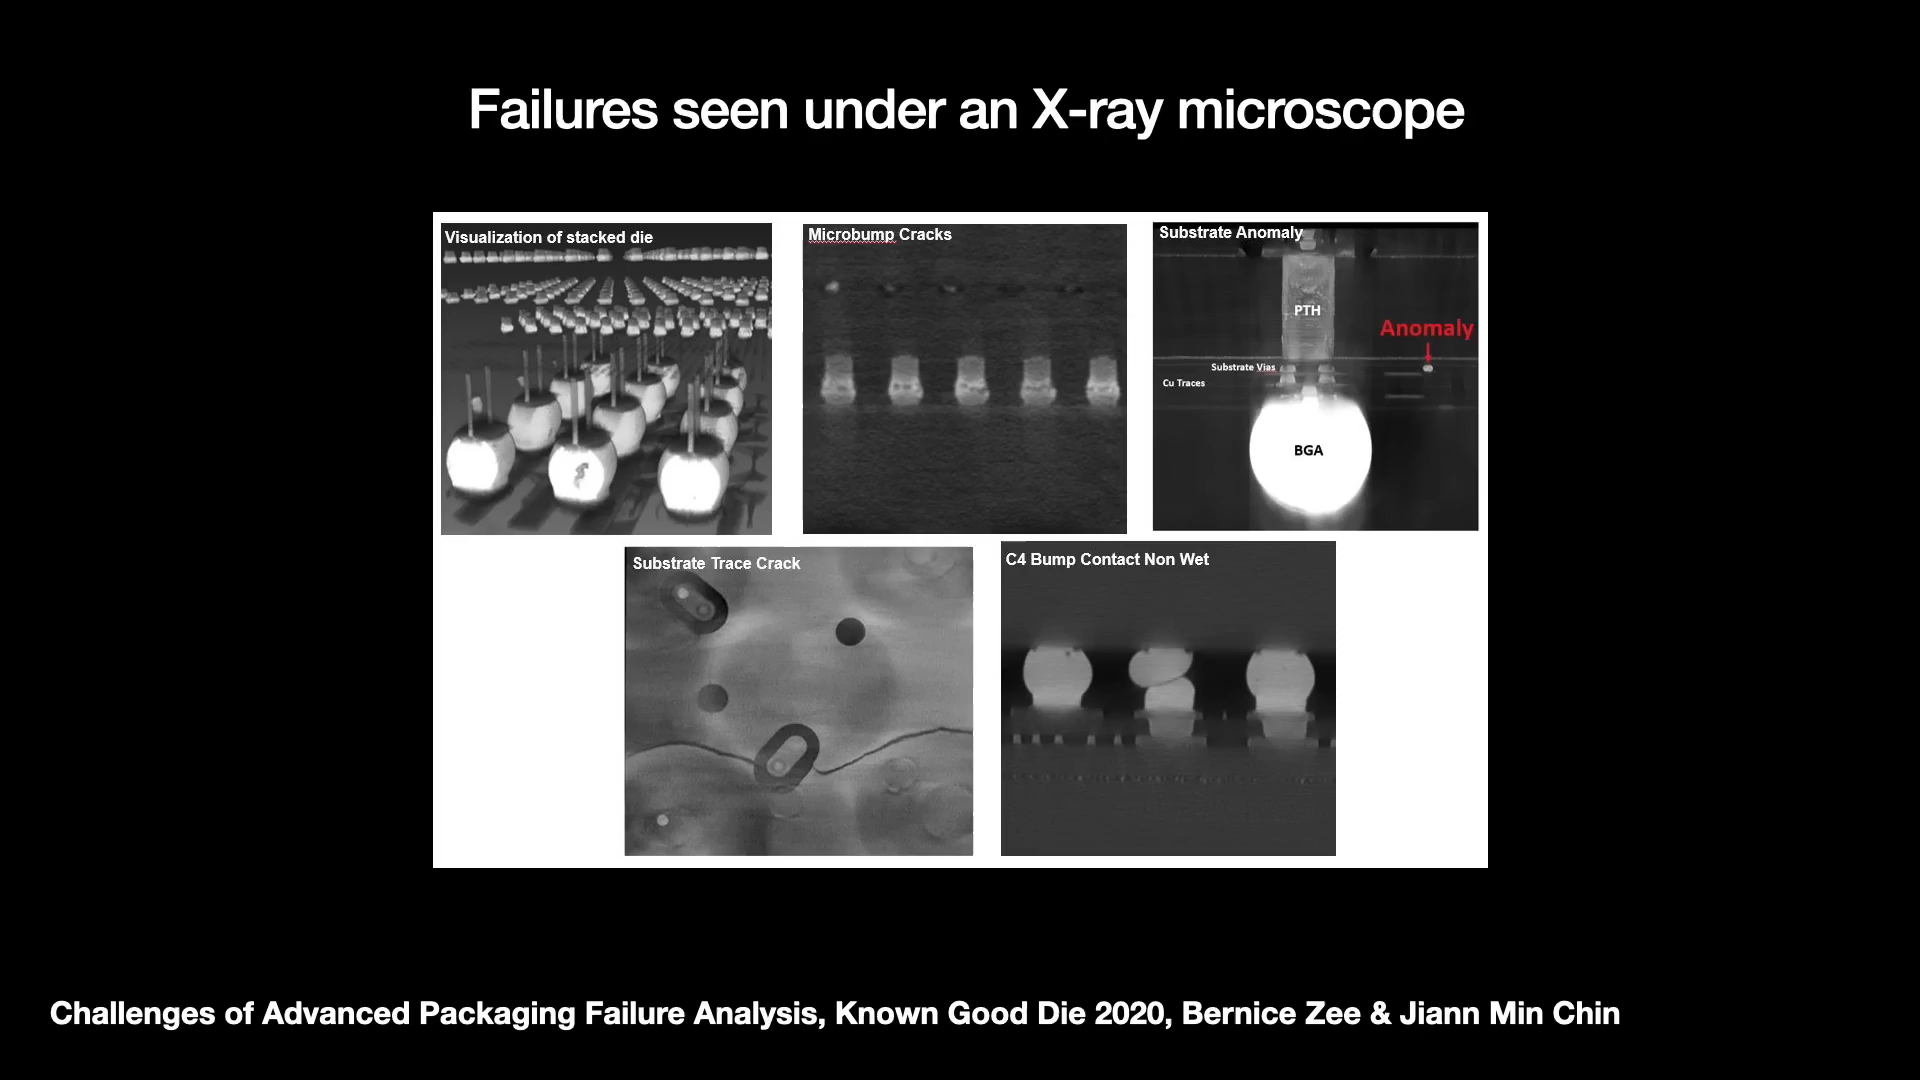 Failures seen under an X-ray microscope
Visualization of stacked die
Microbump Cracks
Substrate Anomaly
PTH
Anomaly
Substrate Vias
Cu Traces
BGA
Substrate Trace Crack
C4 Bump Contact Non Wet
Challenges of Advanced Packaging Failure Analysis, Known Good Die 2020, Bernice Zee & Jiann Min Chin